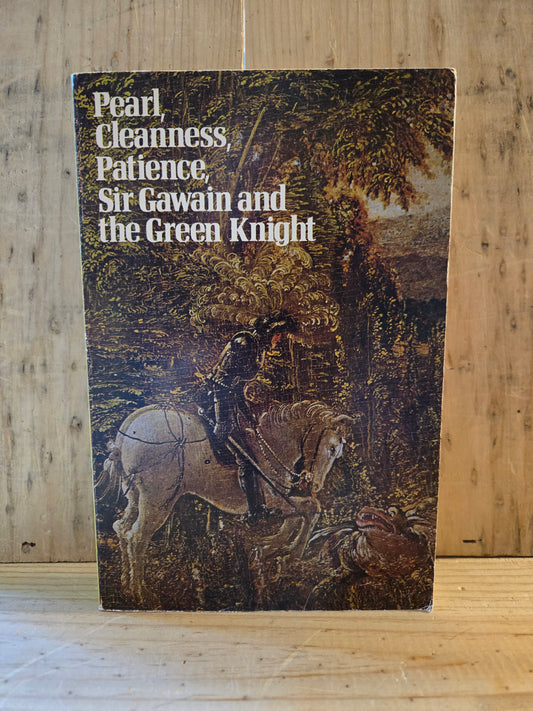 Pearl,
Cleanness,
Patience,
Sir Gawain and
the Green Knight